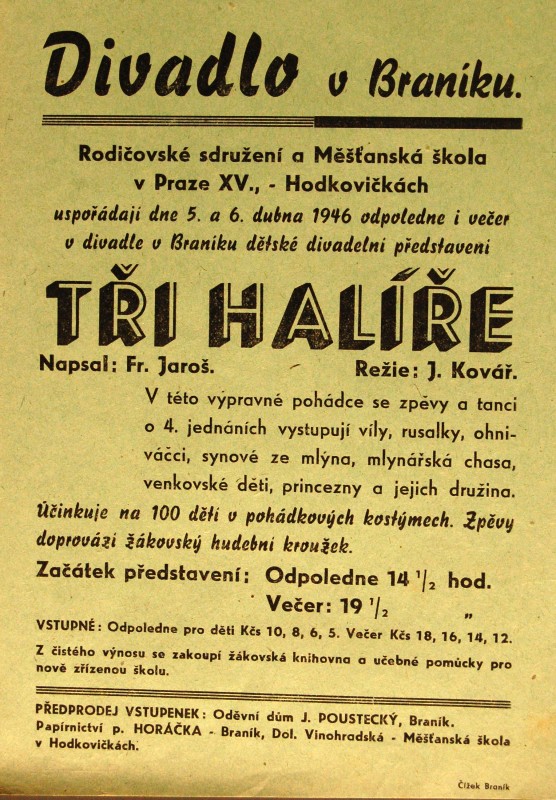 Divadlo v Braníku.
Rodičovské sdružení a Měšťanská škola
v Praze XV., - Hodkovičkách
uspořádají dne 5. a 6. dubna 1946 odpoledne i večer
v divadle v Braníku dětské divadelní představení
TŘI HALÍŘE
Napsal: Fr. Jaroš. Režie: J. Kovář.
V této výpravné pohádce se zpěvy a tanci
o 4. jednáních vystupují víly, rusalky, ohni-
váčci, synové ze mlýna, mlynářská chasa,
venkovské děti, princezny a jejich družina.
Účinkuje na 100 dětí v pohádkových kostýmech. Zpěvy
doprovází žákovský hudební kroužek.
Začátek představení: Odpoledne 14 1/2 hod.
Večer: 19 1/2 „
VSTUPNÉ: Odpoledne pro děti Kčs 10, 8, 6, 5. Večer Kčs 18, 16, 14, 12.
Z čistého výnosu se zakoupí žákovská knihovna a učebné pomůcky pro
nově zřízenou školu.
PŘEDPRODEJ VSTUPENEK: Oděvní dům J. POUSTECKÝ, Braník.
Papírnictví p. HORÁČKA - Braník, Dol. Vinohradská - Měšťanská škola
v Hodkovičkách.
Čížek Braník